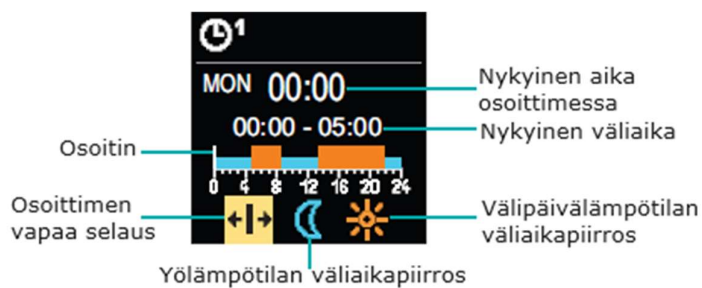 1
MON 00:00
Nykyinen aika
osoittimessa
00:00 - 05:00
Nykyinen väliaika
Osoitin
0 4 8 12 16 20 24
Osoittimen
vapaa selaus
Välipäivälämpötilan
väliaikapiirros
Yölämpötilan väliaikapiirros